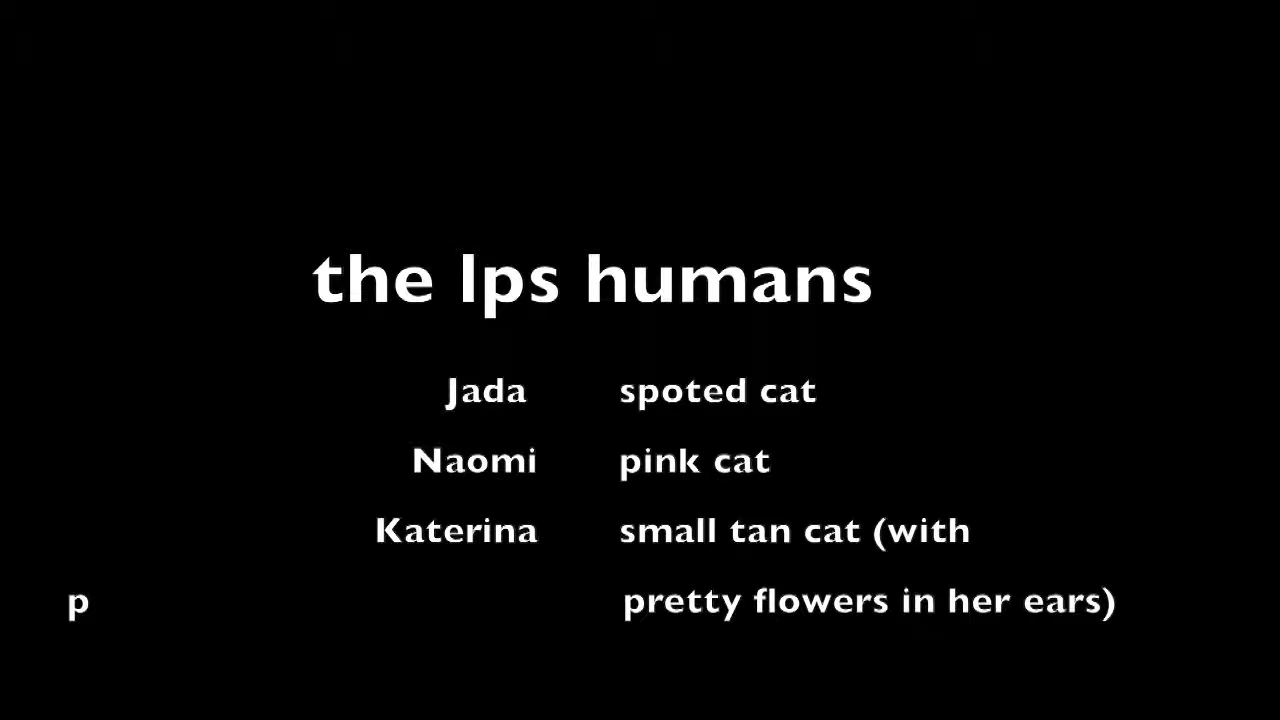 the lps humans
Jada spoted cat
Naomi pink cat
Katerina small tan cat (with
p pretty flowers in her ears)